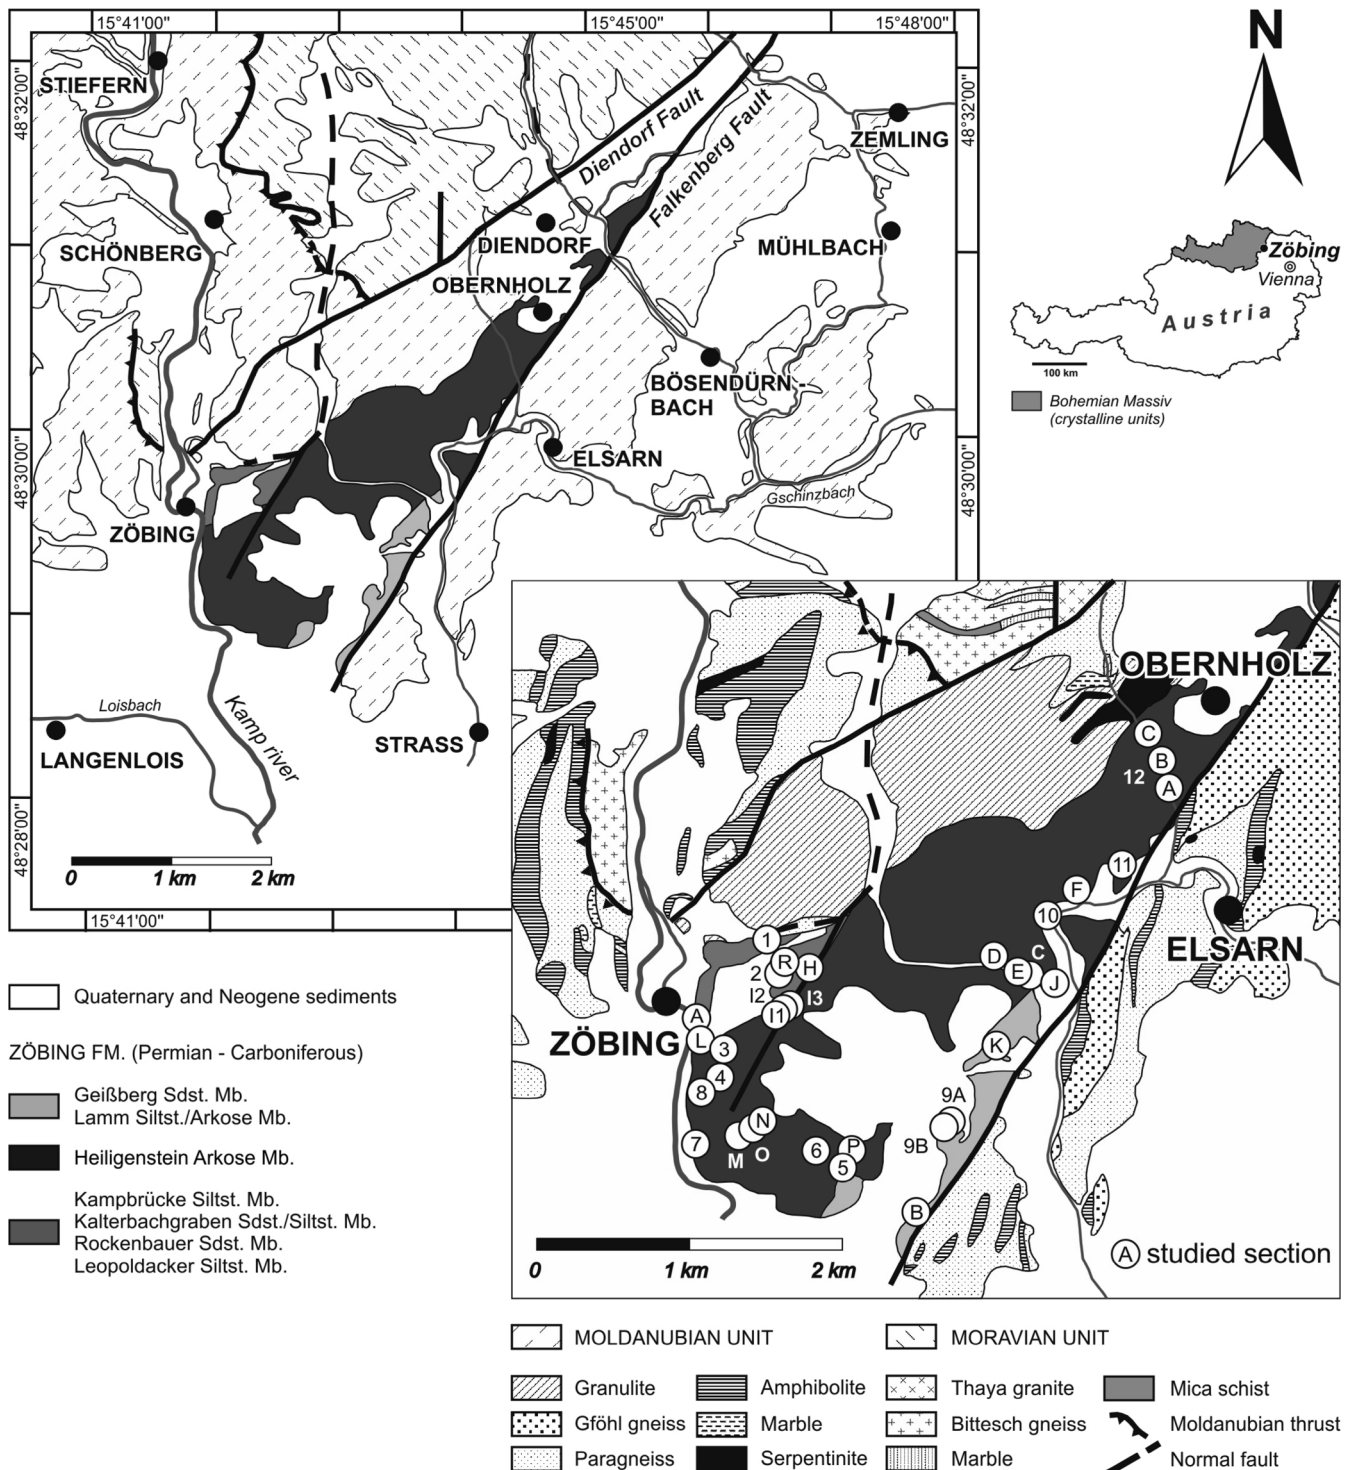 15°41'00"
15°45'00"
15°48'00"
N
48°32'00"
48°32'00"
STIEFERN
ZEMLING
Diendorf Fault
Falkenberg Fault
SCHÖNBERG
DIENDORF
MÜHLBACH
OBERNHOLZ
Zöbing
Vienna
Austria
100 km
BÖSENDÜRN -
BACH
Bohemian Massiv
(crystalline units)
48°30'00"
48°30'00"
ELSARN
Gschinzbach
ZÖBING
Loisbach
Kamp river
LANGENLOIS
STRASS
48°28'00"
0 1 km 2 km
15°41'00"
OBERNHOLZ
C
B
12
A
11
F
10
ELSARN
1
R
H
2
D
C
E
J
I2
I3
I1
A
ZÖBING
L
3
K
4
8
9A
N
7
M
O
6
P
5
9B
B
A studied section
0 1 km 2 km
Quaternary and Neogene sediments
ZÖBING FM. (Permian - Carboniferous)
Geißberg Sdst. Mb.
Lamm Siltst./Arkose Mb.
Heiligenstein Arkose Mb.
Kampbrücke Siltst. Mb.
Kalterbachgraben Sdst./Siltst. Mb.
Rockenbauer Sdst. Mb.
Leopoldacker Siltst. Mb.
MOLDANUBIAN UNIT
MORAVIAN UNIT
Granulite
Amphibolite
Thaya granite
Mica schist
Gföhl gneiss
Marble
Bittesch gneiss
Moldanubian thrust
Paragneiss
Serpentinite
Marble
Normal fault